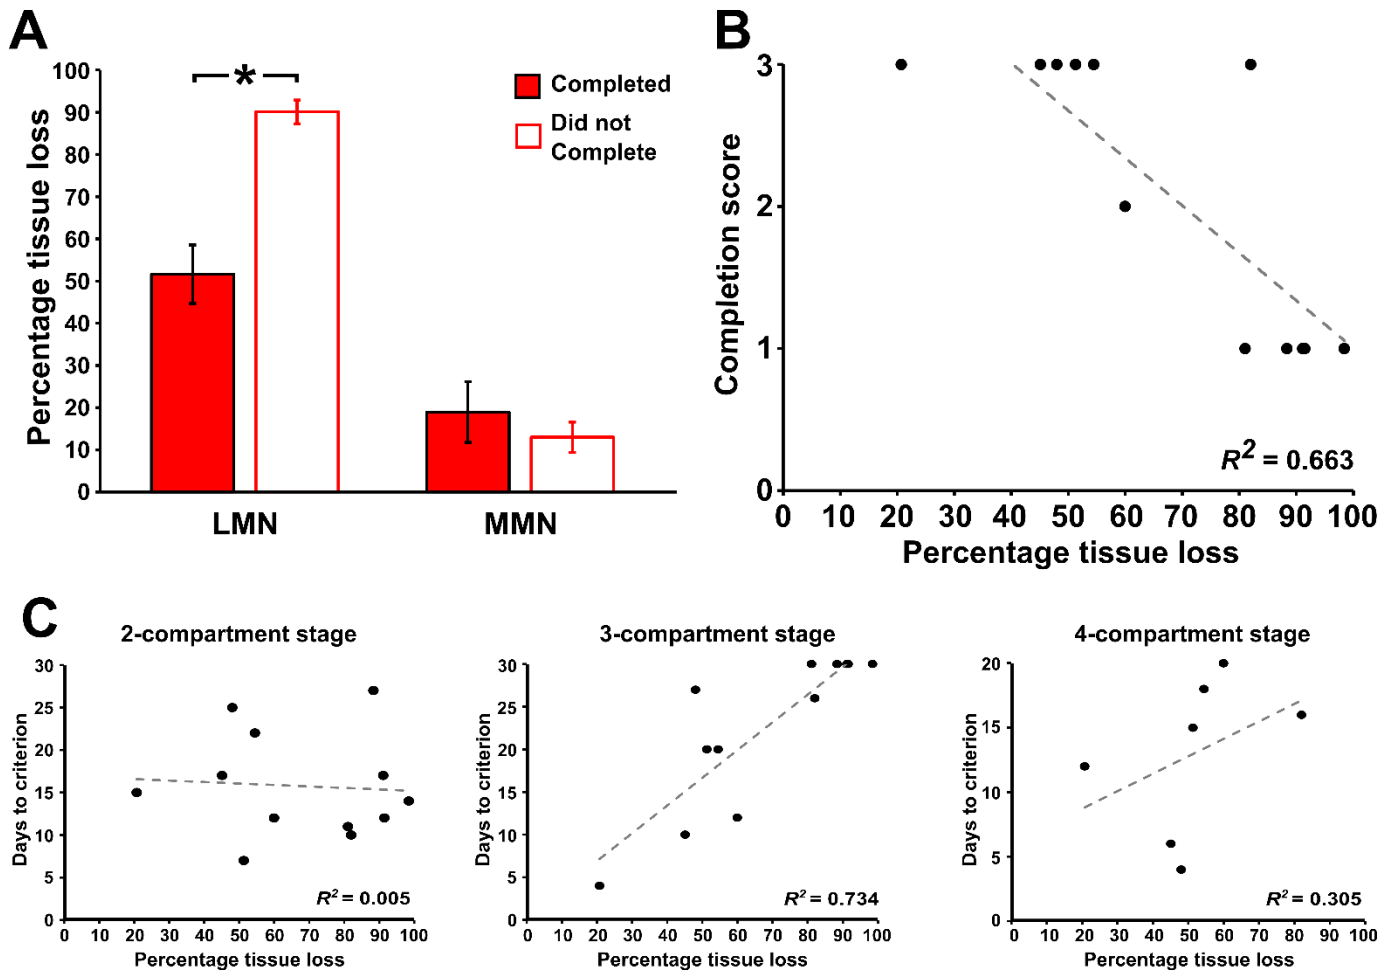 A
Percentage tissue loss
100
90
80
70
60
50
40
30
20
10
0
*
Completed
Did not
Complete
LMN
MMN
B
Completion score
3
2
1
0
R² = 0.663
0 10 20 30 40 50 60 70 80 90 100
Percentage tissue loss
C
2-compartment stage
Days to criterion
30
25
20
15
10
5
0
R² = 0.005
0 10 20 30 40 50 60 70 80 90 100
Percentage tissue loss
3-compartment stage
Days to criterion
30
25
20
15
10
5
0
R² = 0.734
0 10 20 30 40 50 60 70 80 90 100
Percentage tissue loss
4-compartment stage
Days to criterion
20
15
10
5
0
R² = 0.305
0 10 20 30 40 50 60 70 80 90 100
Percentage tissue loss